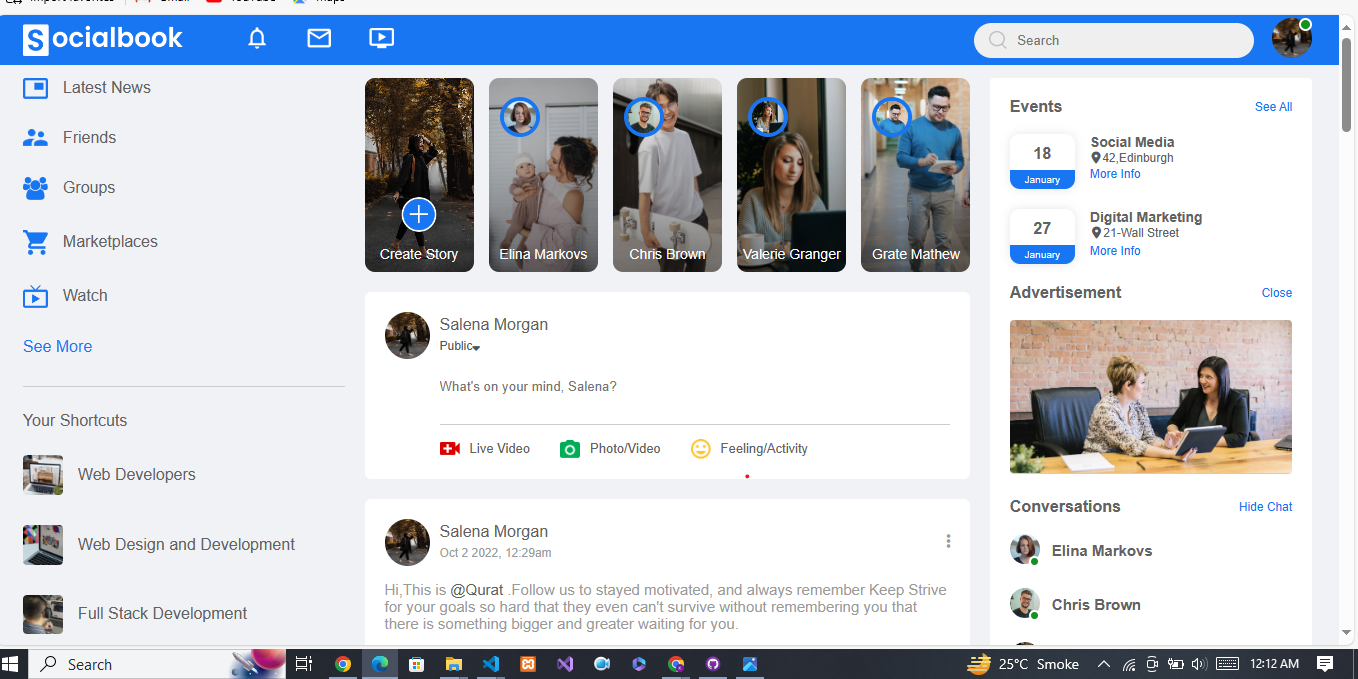 Socialbook
Search
Latest News
Friends
Groups
Marketplaces
Watch
See More
Your Shortcuts
Web Developers
Web Design and Development
Full Stack Development
Create Story
Elina Markovs
Chris Brown
Valerie Granger
Grate Mathew
Salena Morgan
Public
What's on your mind, Salena?
Live Video
Photo/Video
Feeling/Activity
Salena Morgan
Oct 2 2022, 12:29am
Hi,This is @Qurat .Follow us to stayed motivated, and always remember Keep Strive
for your goals so hard that they even can't survive without remembering you that
there is something bigger and greater waiting for you.
Events
See All
18
January
Social Media
42,Edinburgh
More Info
27
January
Digital Marketing
21-Wall Street
More Info
Advertisement
Close
Conversations
Hide Chat
Elina Markovs
Chris Brown
Search
25°C Smoke
12:12 AM